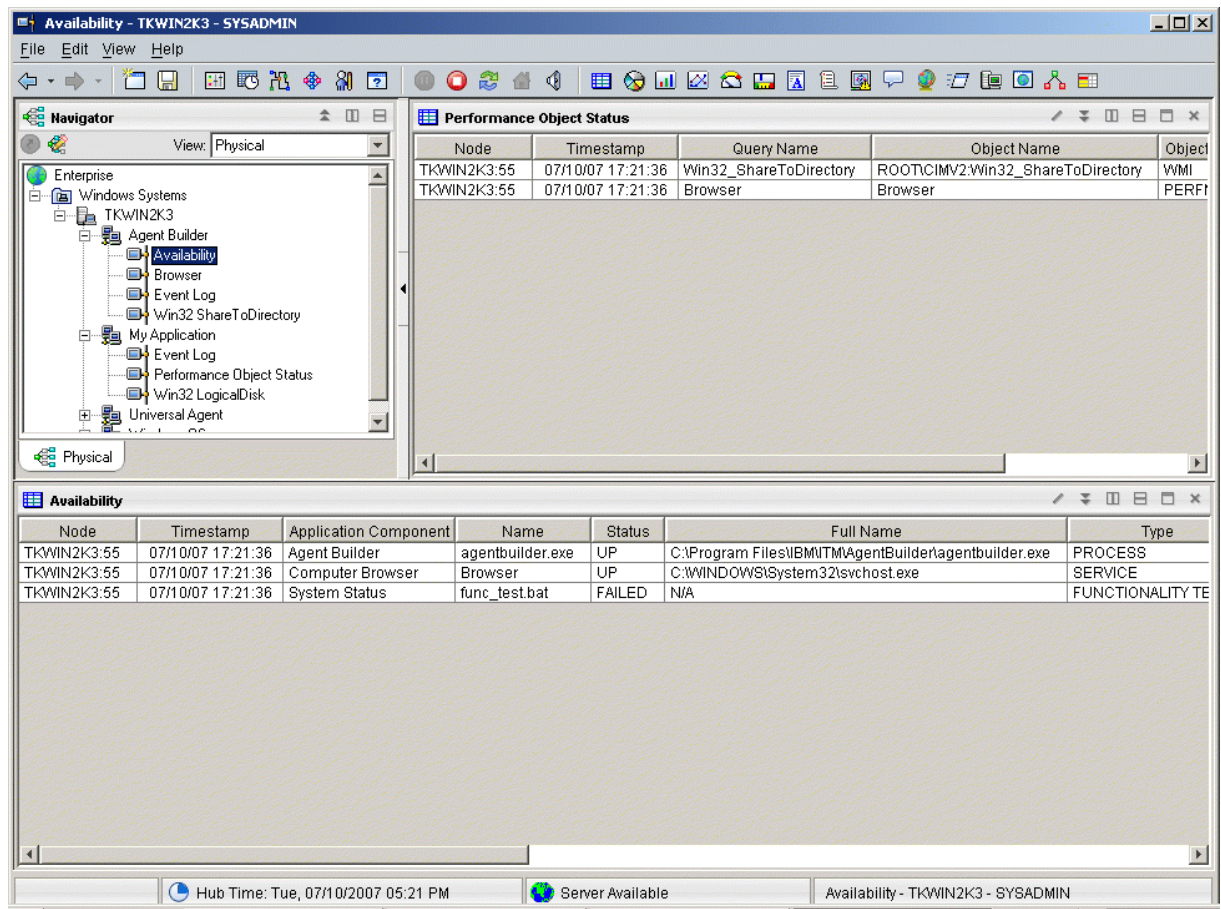 Availability - TKWIN2K3 - SYSADMIN
File Edit View Help
Navigator
View: Physical
Enterprise
Windows Systems
TKWIN2K3
Agent Builder
Availability
Browser
Event Log
Win32 ShareToDirectory
My Application
Event Log
Performance Object Status
Win32 LogicalDisk
Universal Agent
Physical
Performance Object Status
Node Timestamp Query Name Object Name Object
TKWIN2K3:55 07/10/07 17:21:36 Win32_ShareToDirectory ROOT\CIMV2:Win32_ShareToDirectory WMI
TKWIN2K3:55 07/10/07 17:21:36 Browser Browser PERF
Availability
Node Timestamp Application Component Name Status Full Name Type
TKWIN2K3:55 07/10/07 17:21:36 Agent Builder agentbuilder.exe UP C:\Program Files\IBM\ITM\AgentBuilder\agentbuilder.exe PROCESS
TKWIN2K3:55 07/10/07 17:21:36 Computer Browser Browser UP C:\WINDOWS\System32\svchost.exe SERVICE
TKWIN2K3:55 07/10/07 17:21:36 System Status func_test.bat FAILED N/A FUNCTIONALITY TE
Hub Time: Tue, 07/10/2007 05:21 PM Server Available Availability - TKWIN2K3 - SYSADMIN